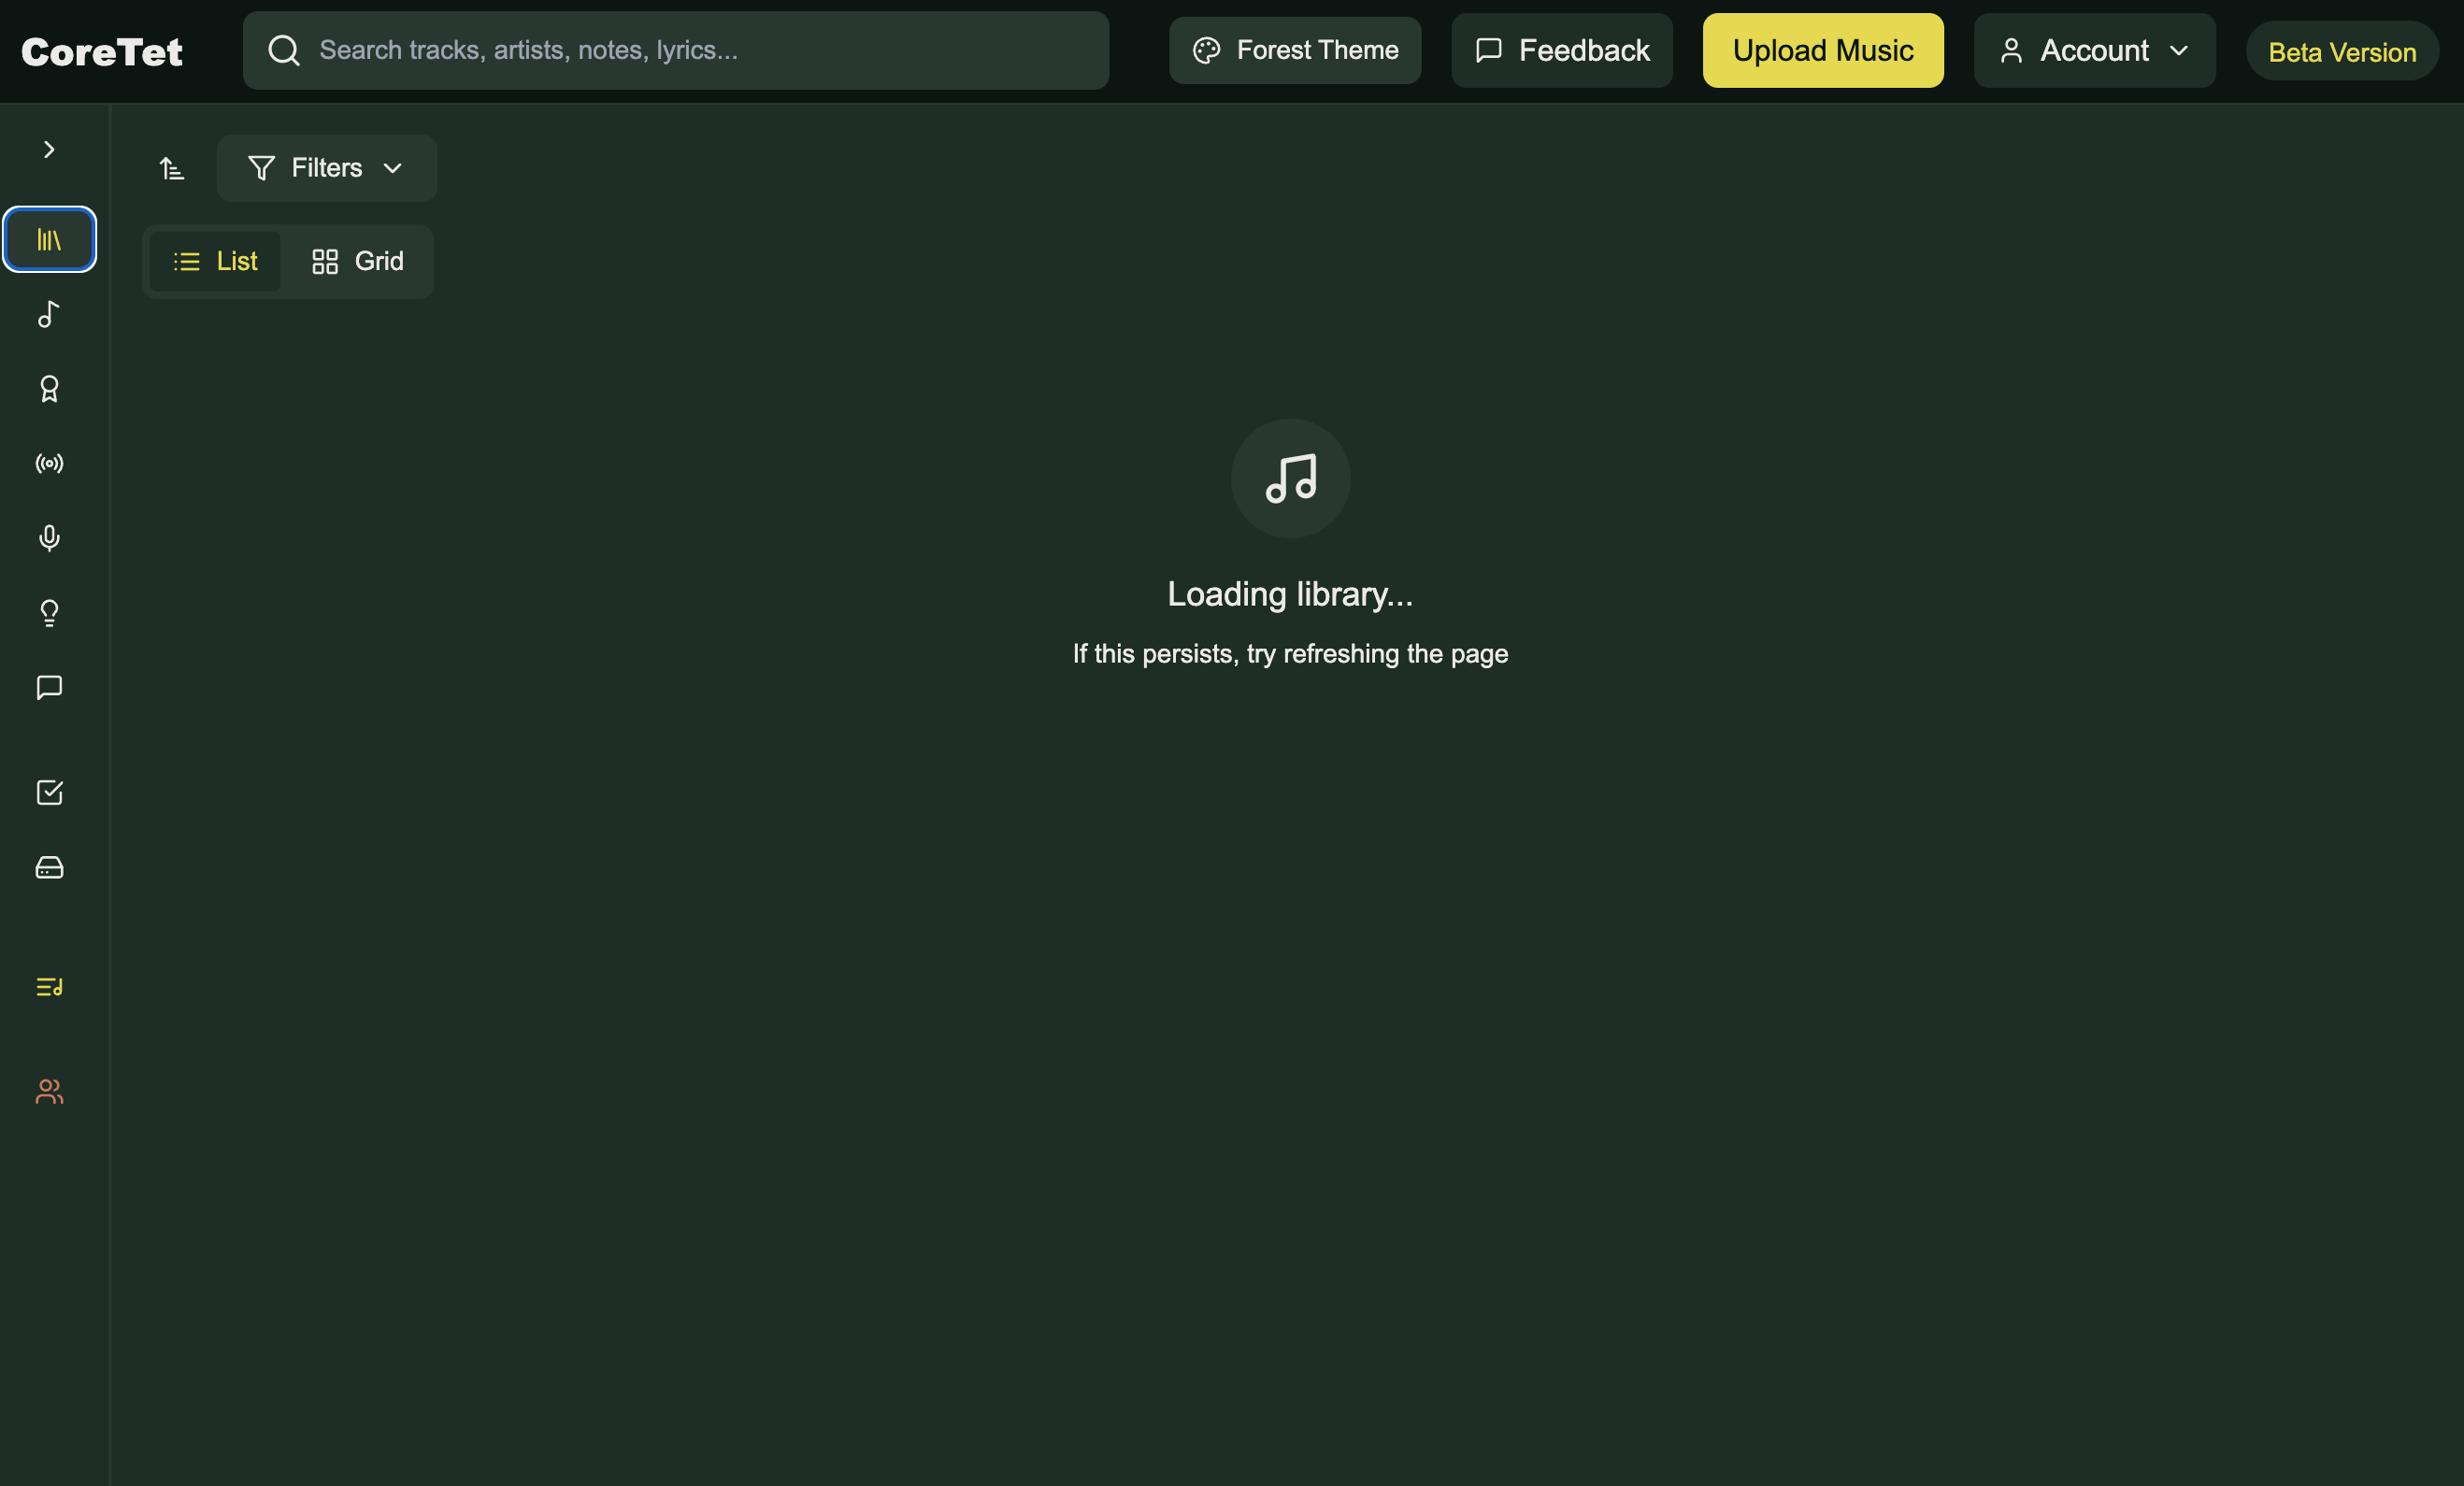 CoreTet
Search tracks, artists, notes, lyrics...
Forest Theme
Feedback
Upload Music
Account
Beta Version
Filters
List
Grid
Loading library...
If this persists, try refreshing the page